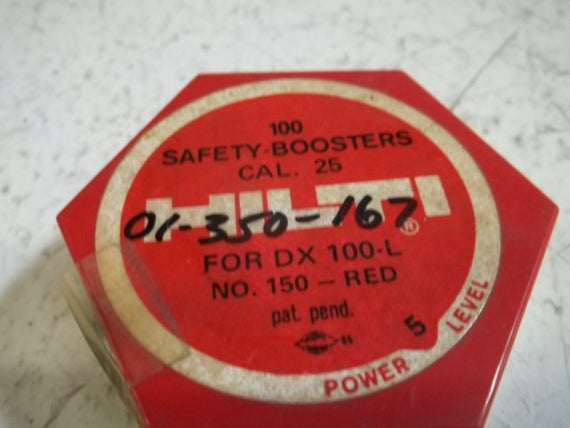 100
SAFETY-BOOSTERS
CAL. 25
HILTI®
01-350-167
FOR DX 100-L
NO. 150 — RED
pat. pend.
POWER 5 LEVEL